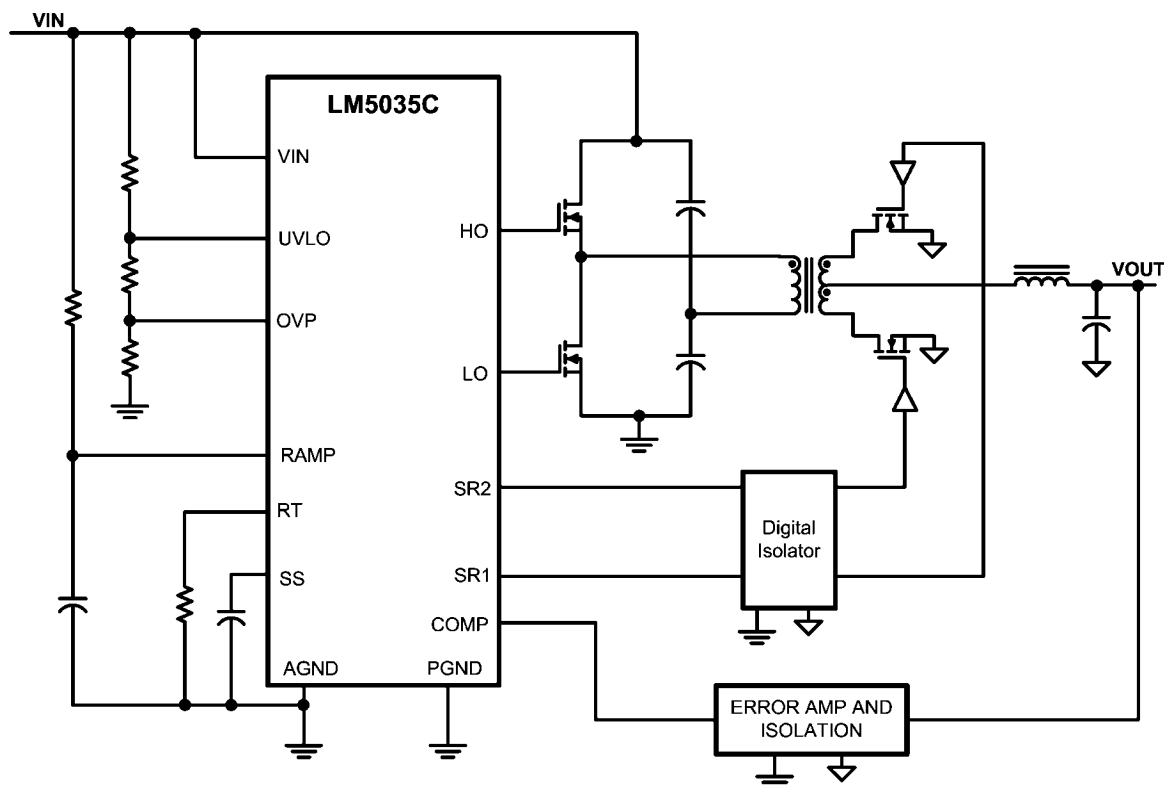 VIN
LM5035C
VIN
HO
UVLO
VOUT
OVP
LO
RAMP
SR2
RT
Digital
Isolator
SS
SR1
COMP
AGND
PGND
ERROR AMP AND
ISOLATION